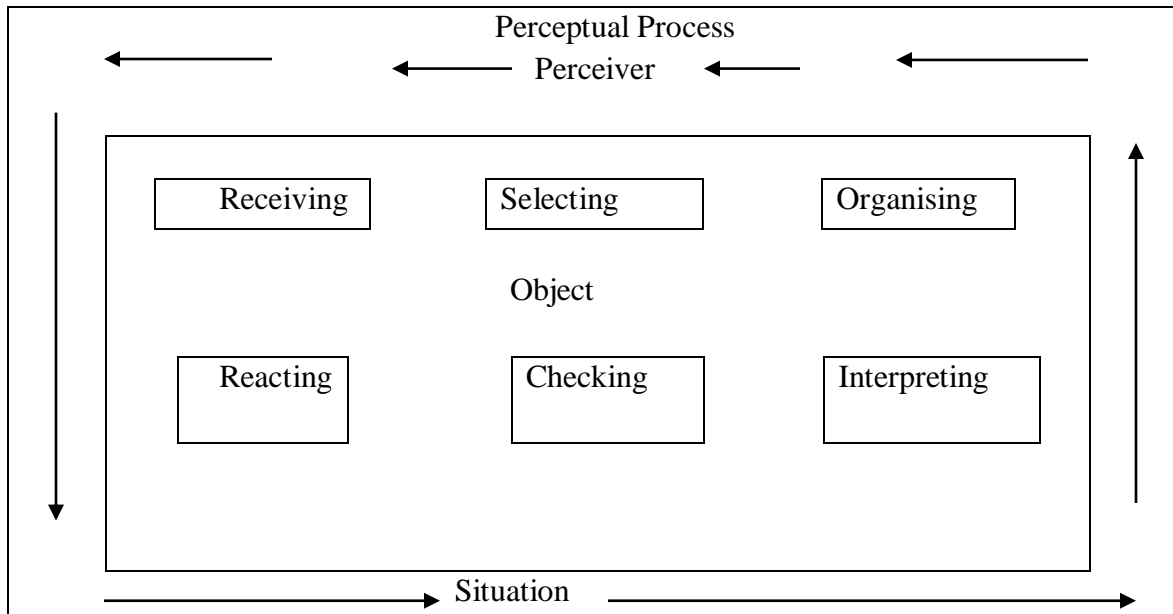 Perceptual Process
Perceiver
Receiving Selecting Organising
Object
Reacting Checking Interpreting
Situation